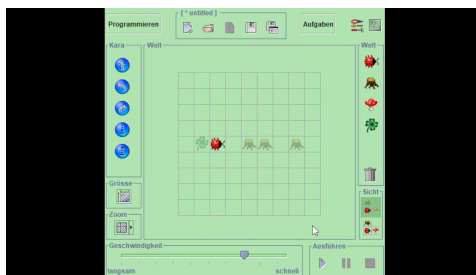 [ * untitled ]
Programmieren
Aufgaben
Kara
Welt
Welt
Grösse
Zoom
Sicht
Geschwindigkeit
langsam
schnell
Ausführen